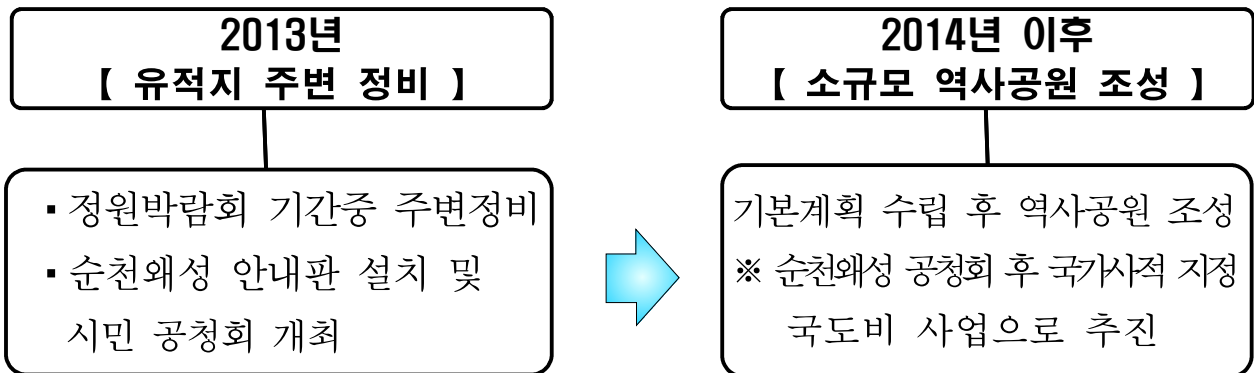 2013년
【 유적지 주변 정비 】
▪ 정원박람회 기간중 주변정비
▪ 순천왜성 안내판 설치 및
시민 공청회 개최
2014년 이후
【 소규모 역사공원 조성 】
기본계획 수립 후 역사공원 조성
※ 순천왜성 공청회 후 국가사적 지정
국도비 사업으로 추진